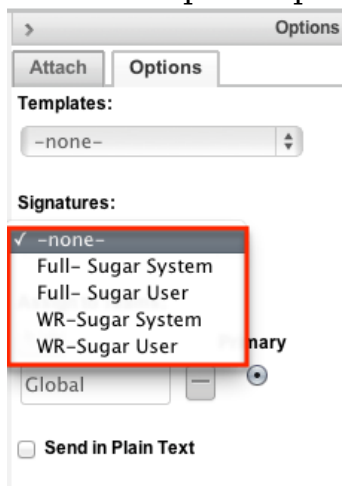 Options
Attach Options
Templates:
-none-
Signatures:
✓ -none-
Full- Sugar System
Full- Sugar User
WR-Sugar System
WR-Sugar User
mary
Global
Send in Plain Text